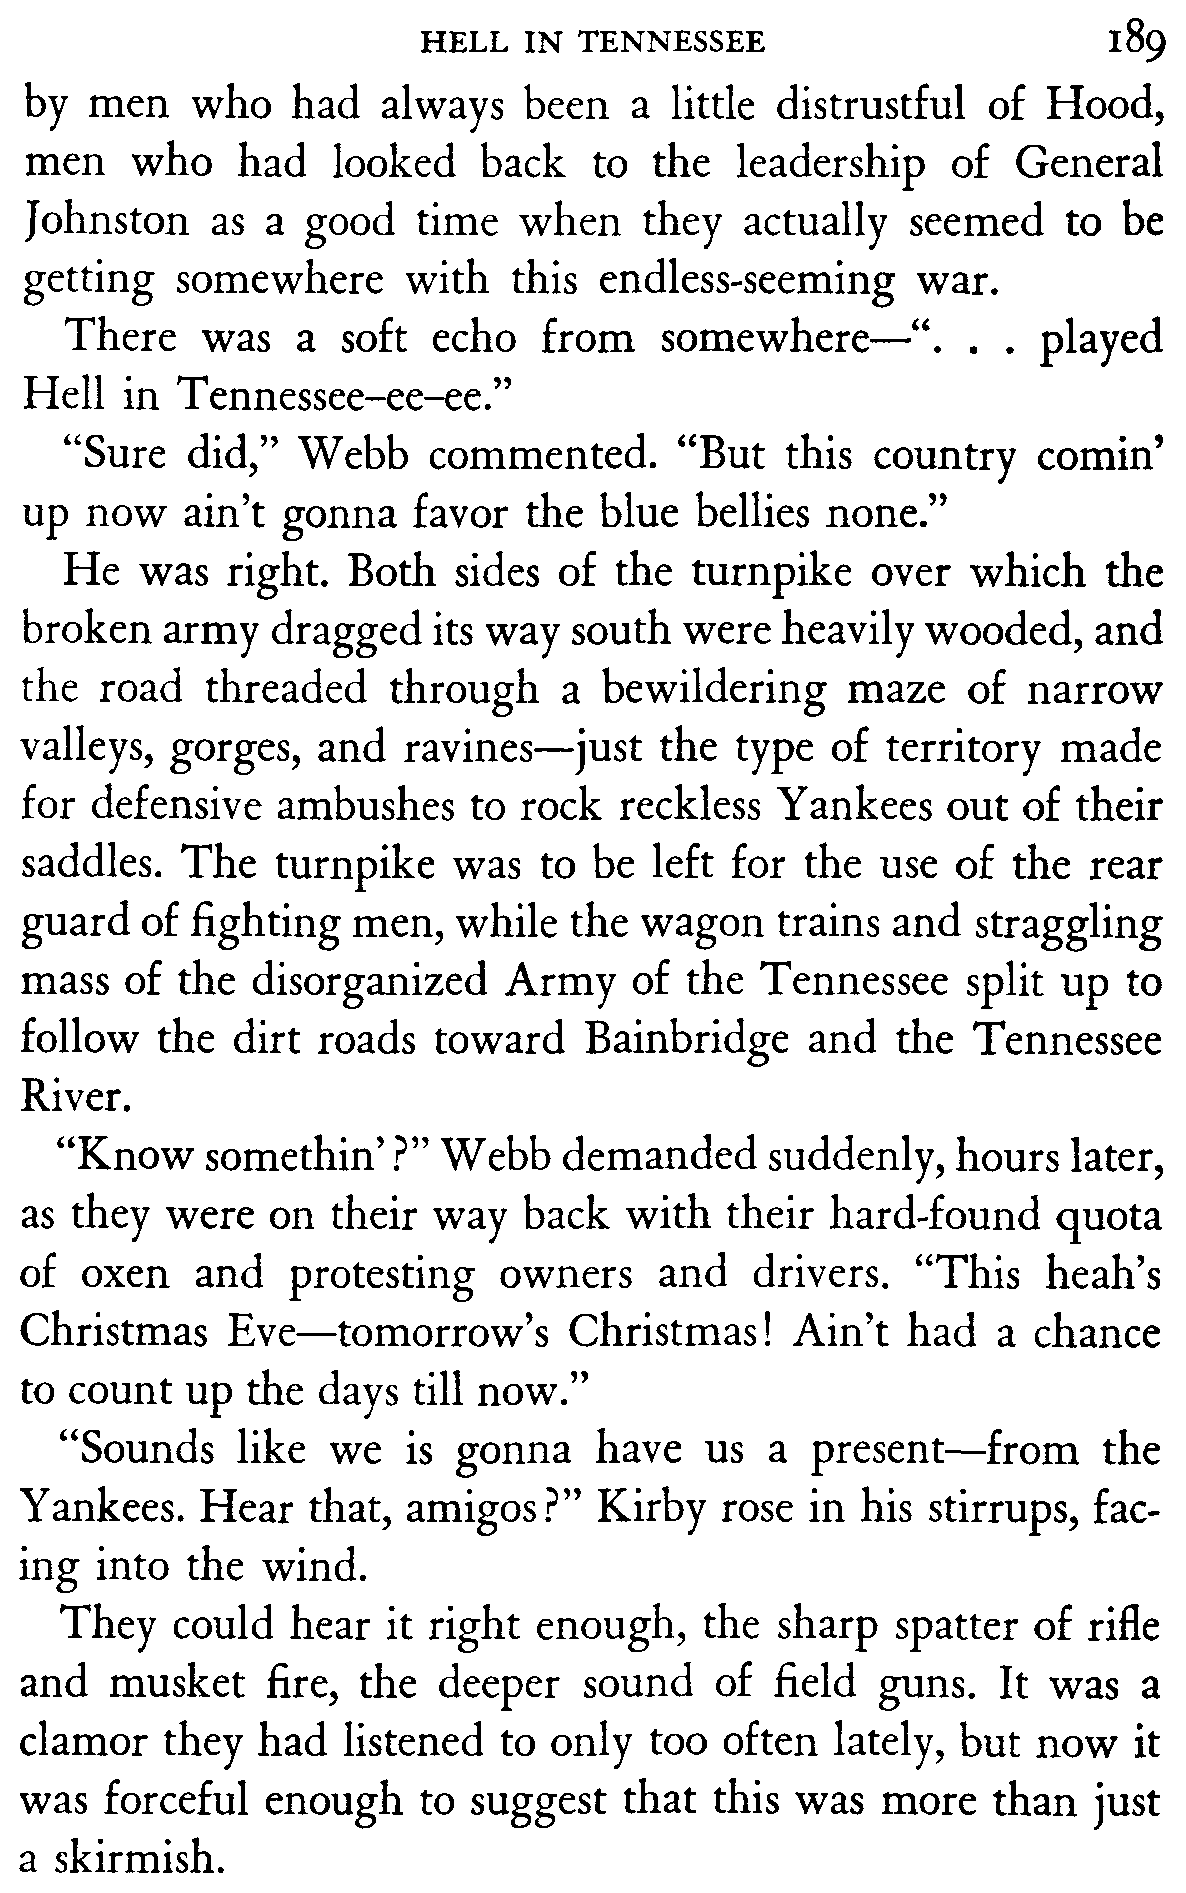 HELL IN TENNESSEE 189
by men who had always been a little distrustful of Hood,
men who had looked back to the leadership of General
Johnston as a good time when they actually seemed to be
getting somewhere with this endless-seeming war.
There was a soft echo from somewhere—“. . . played
Hell in Tennessee–ee–ee.”
“Sure did,” Webb commented. “But this country comin’
up now ain’t gonna favor the blue bellies none.”
He was right. Both sides of the turnpike over which the
broken army dragged its way south were heavily wooded, and
the road threaded through a bewildering maze of narrow
valleys, gorges, and ravines—just the type of territory made
for defensive ambushes to rock reckless Yankees out of their
saddles. The turnpike was to be left for the use of the rear
guard of fighting men, while the wagon trains and straggling
mass of the disorganized Army of the Tennessee split up to
follow the dirt roads toward Bainbridge and the Tennessee
River.
“Know somethin’?” Webb demanded suddenly, hours later,
as they were on their way back with their hard-found quota
of oxen and protesting owners and drivers. “This heah’s
Christmas Eve—tomorrow’s Christmas! Ain’t had a chance
to count up the days till now.”
“Sounds like we is gonna have us a present—from the
Yankees. Hear that, amigos?” Kirby rose in his stirrups, fac-
ing into the wind.
They could hear it right enough, the sharp spatter of rifle
and musket fire, the deeper sound of field guns. It was a
clamor they had listened to only too often lately, but now it
was forceful enough to suggest that this was more than just
a skirmish.